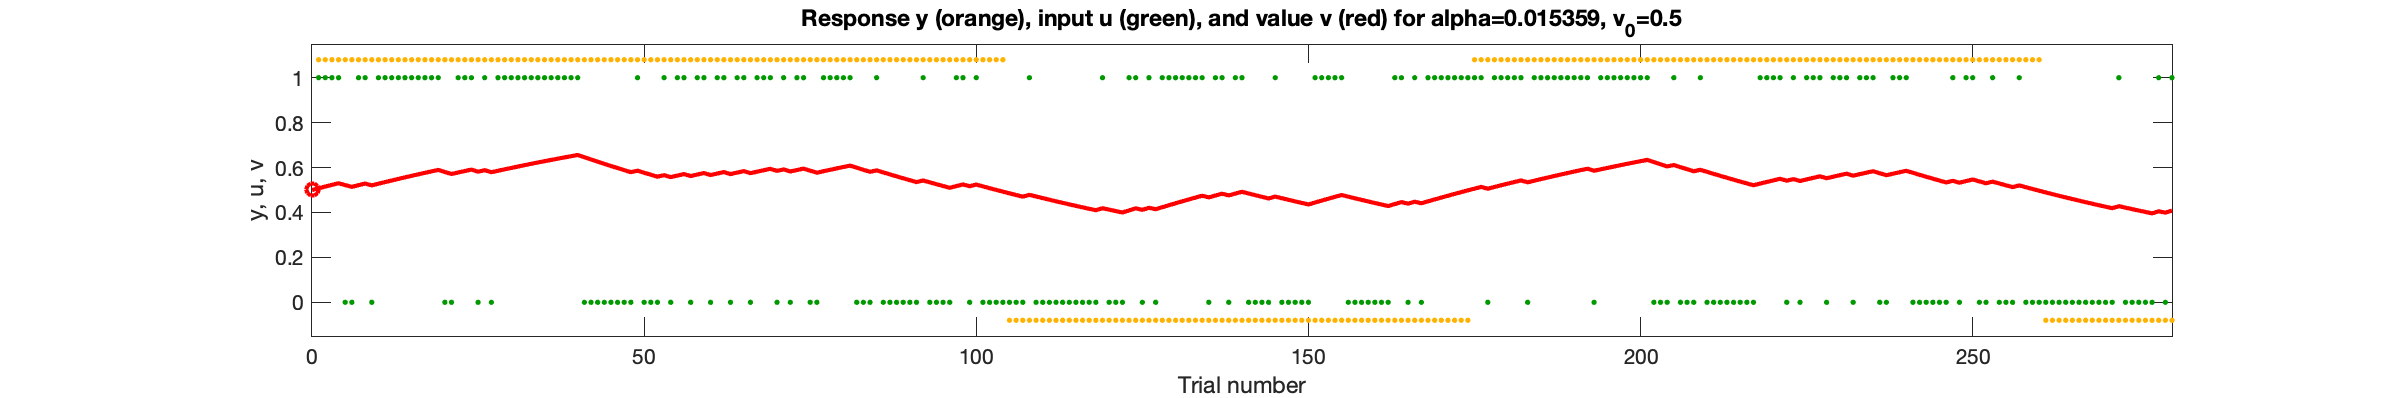 Response y (orange), input u (green), and value v (red) for alpha=0.015359, v_0=0.5
y, u, v
1
0.8
0.6
0.4
0.2
0
0 50 100 150 200 250
Trial number